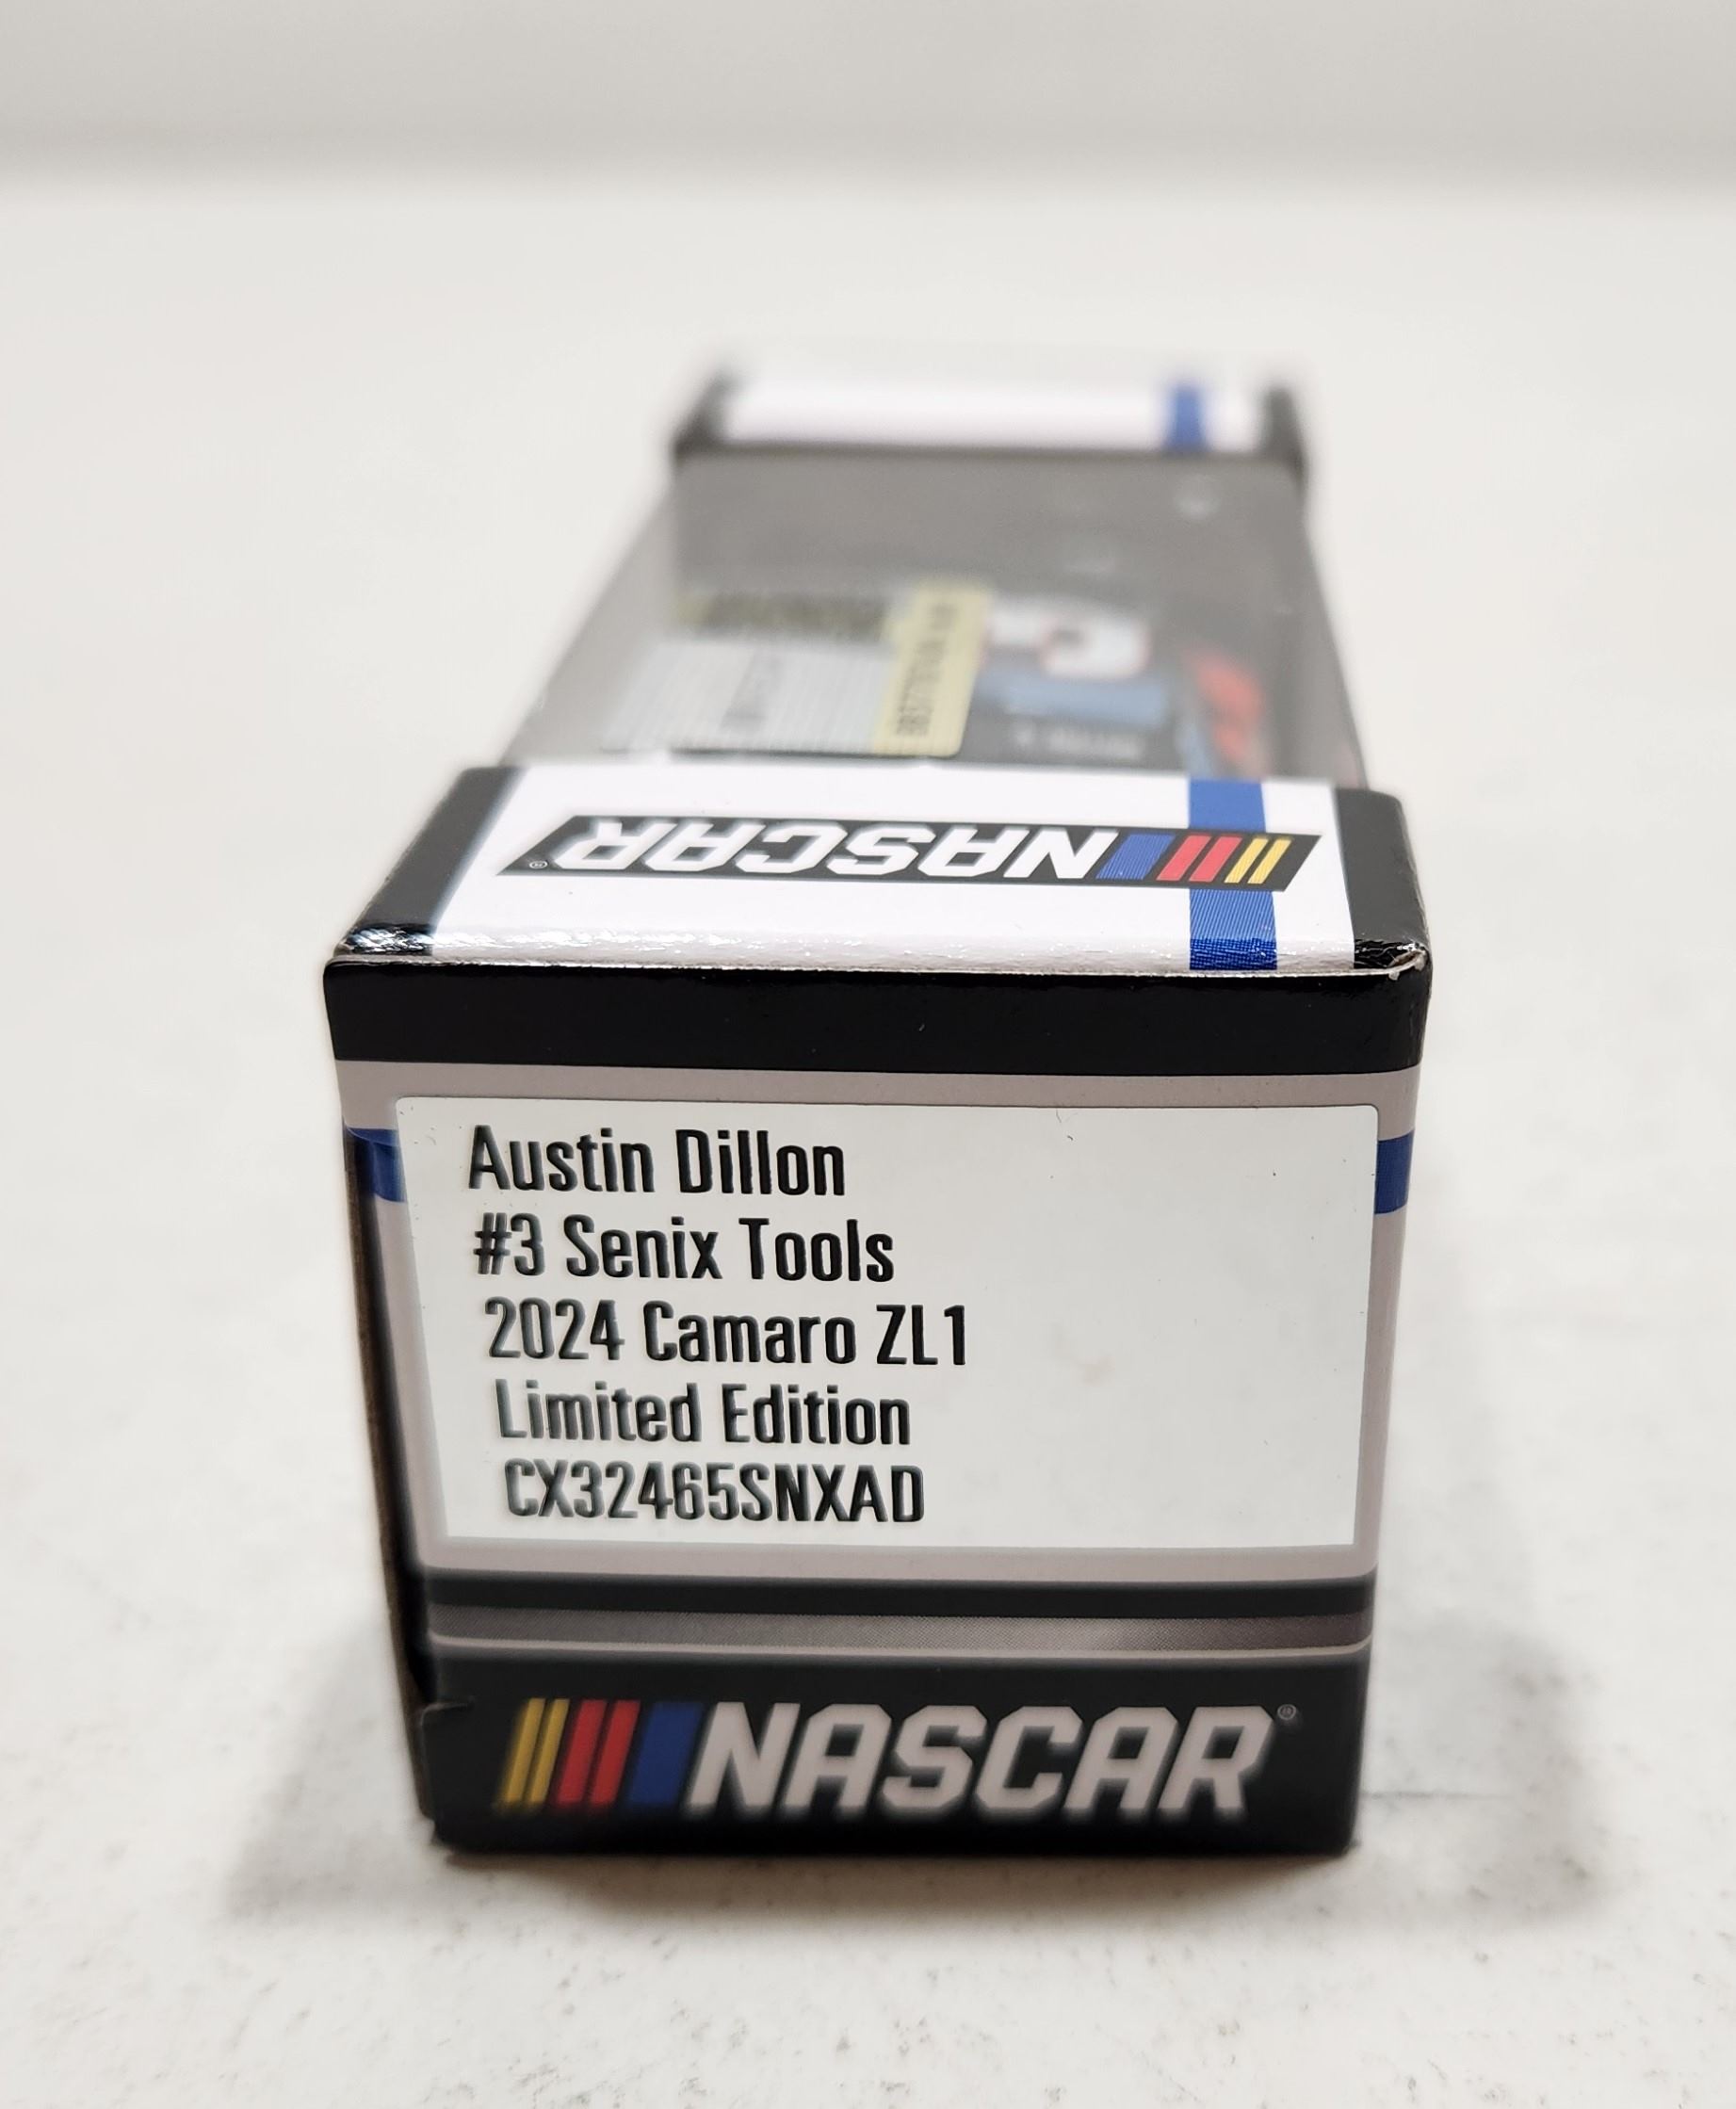 NASCAR
Austin Dillon
#3 Senix Tools
2024 Camaro ZL1
Limited Edition
CX32465SNXAD
NASCAR